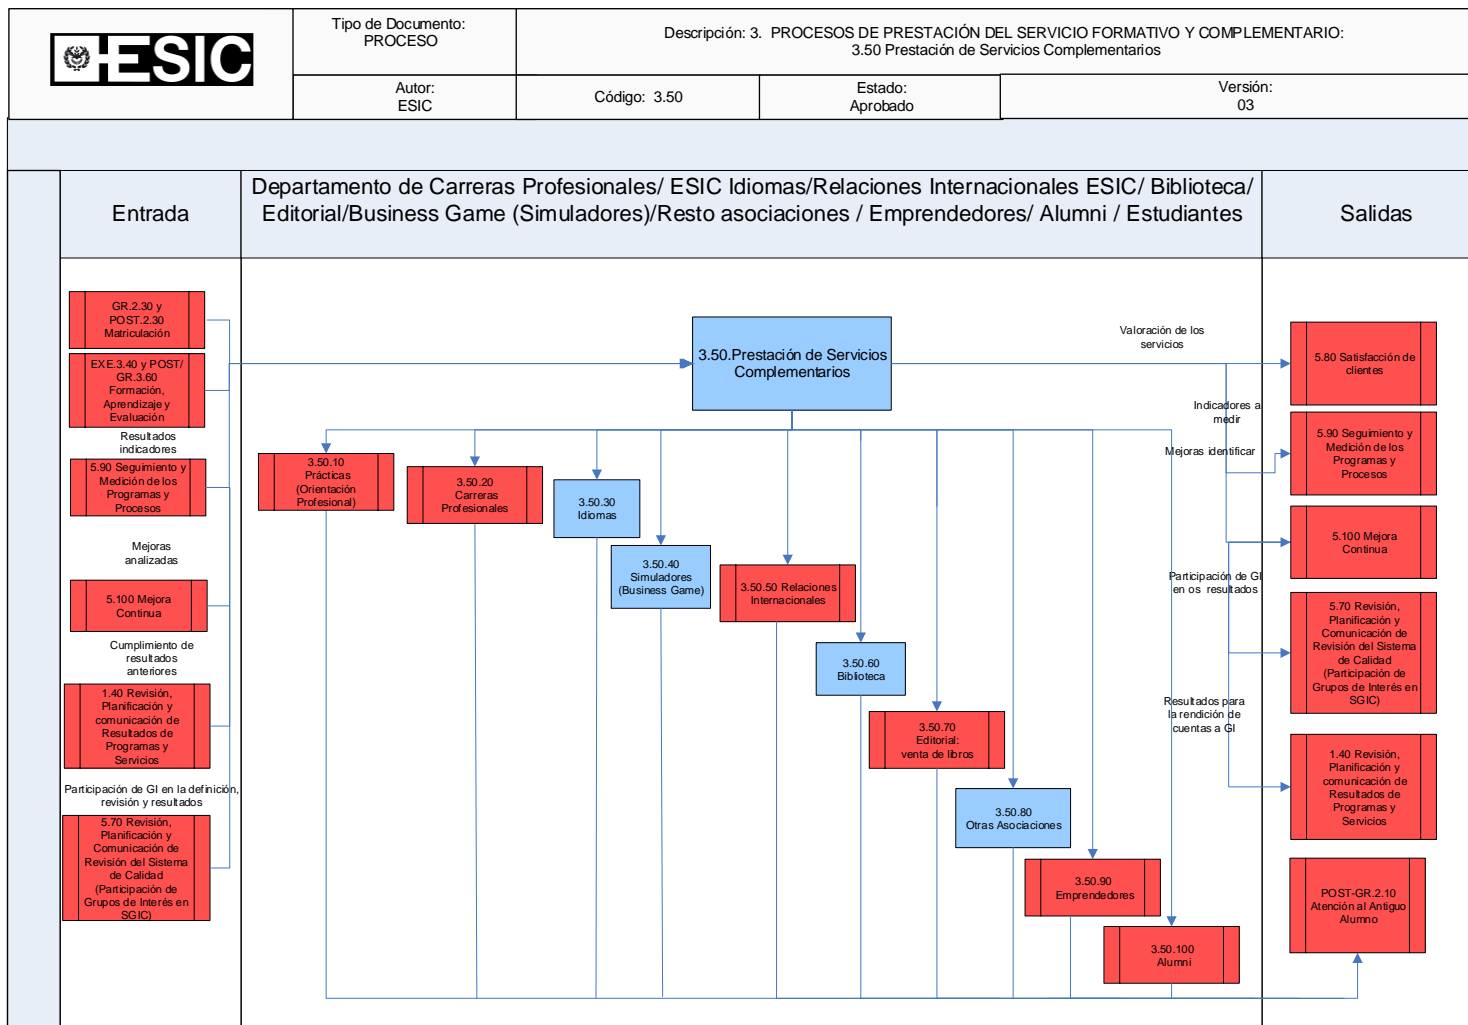 ESIC
Tipo de Documento:
PROCESO
Descripción: 3. PROCESOS DE PRESTACIÓN DEL SERVICIO FORMATIVO Y COMPLEMENTARIO:
3.50 Prestación de Servicios Complementarios
Autor:
ESIC
Código: 3.50
Estado:
Aprobado
Versión:
03
Entrada
Departamento de Carreras Profesionales/ ESIC Idiomas/Relaciones Internacionales ESIC/ Biblioteca/
Editorial/Business Game (Simuladores)/Resto asociaciones / Emprendedores/ Alumni / Estudiantes
Salidas
GR.2.30 y
POST.2.30
Matriculación
EXE.3.40 y POST/
GR.3.60
Formación,
Aprendizaje y
Evaluación
Resultados
indicadores
5.90 Seguimiento y
Medición de los
Programas y
Procesos
Mejoras
analizadas
5.100 Mejora
Continua
Cumplimiento de
resultados
anteriores
1.40 Revisión,
Planificación y
comunicación de
Resultados de
Programas y
Servicios
Participación de GI en la definición,
revisión y resultados
5.70 Revisión,
Planificación y
Comunicación de
Revisión del Sistema
de Calidad
(Participación de
Grupos de Interés en
SGIC)
3.50.Prestación de Servicios
Complementarios
3.50.10
Prácticas
(Orientación
Profesional)
3.50.20
Carreras
Profesionales
3.50.30
Idiomas
3.50.40
Simuladores
(Business Game)
3.50.50 Relaciones
Internacionales
3.50.60
Biblioteca
3.50.70
Editorial:
venta de libros
3.50.80
Otras Asociaciones
3.50.90
Emprendedores
3.50.100
Alumni
Valoración de los
servicios
Indicadores a
medir
Mejoras identificar
Participación de GI
en os resultados
Resultados para
la rendición de
cuentas a GI
5.80 Satisfacción de
clientes
5.90 Seguimiento y
Medición de los
Programas y
Procesos
5.100 Mejora
Continua
5.70 Revisión,
Planificación y
Comunicación de
Revisión del Sistema
de Calidad
(Participación de
Grupos de Interés en
SGIC)
1.40 Revisión,
Planificación y
comunicación de
Resultados de
Programas y
Servicios
POST-GR.2.10
Atención al Antiguo
Alumno